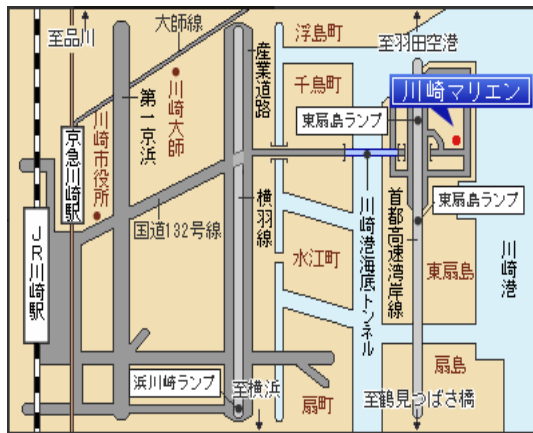 至品川
大師線
産業道路
浮島町
至羽田空港
千鳥町
川崎マリエン
東扇島ランプ
第一京浜
川崎大師
川崎市役所
京急川崎駅
国道132号線
横羽線
東扇島ランプ
JR川崎駅
水江町
川崎港海底トンネル
首都高速湾岸線
東扇島
川崎港
浜川崎ランプ
至横浜
扇町
扇島
至鶴見つばさ橋